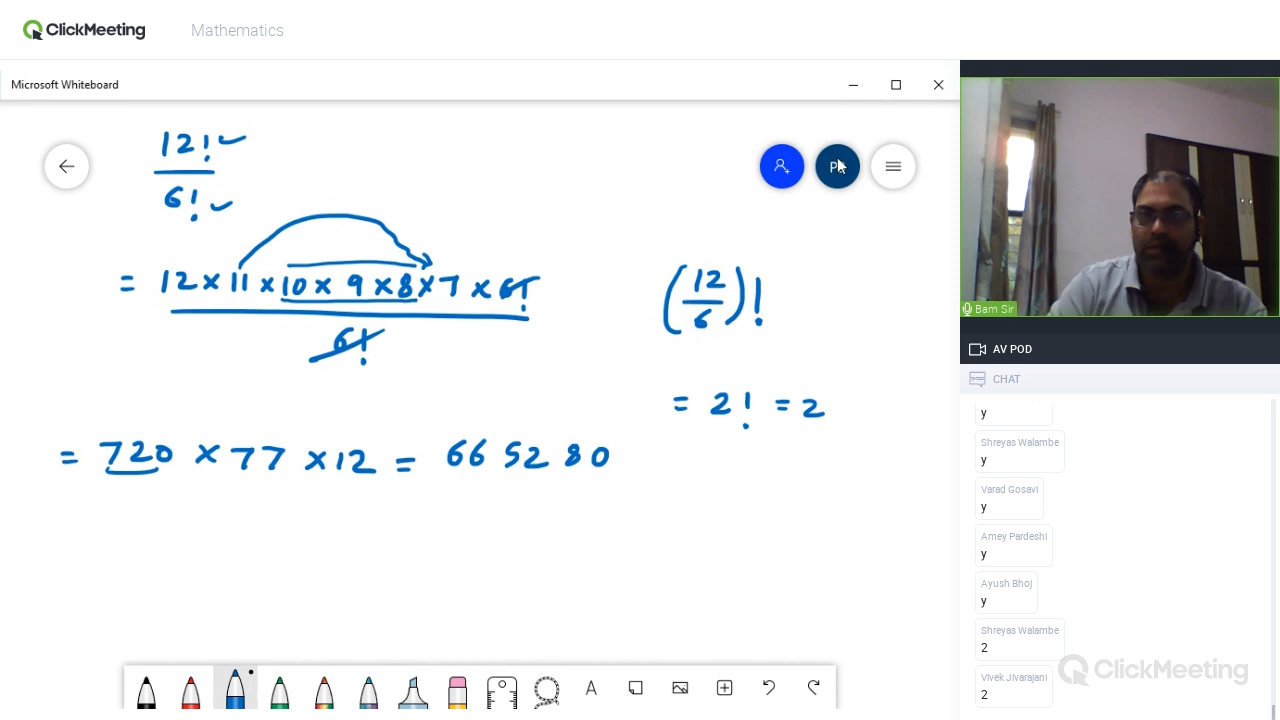 ClickMeeting
Mathematics
Microsoft Whiteboard
12!
6!
= 12 × 11 × 10 × 9 × 8 × 7 × 6!
6!
= 720 × 77 × 12 = 665280
(12/6)!
= 2! = 2
Bam Sir
AV POD
CHAT
y
Shreyas Walambe
y
Varad Gosavi
y
Amey Pardeshi
y
Ayush Bhoj
y
Shreyas Walambe
2
Vivek Jivarajani
2
ClickMeeting
A